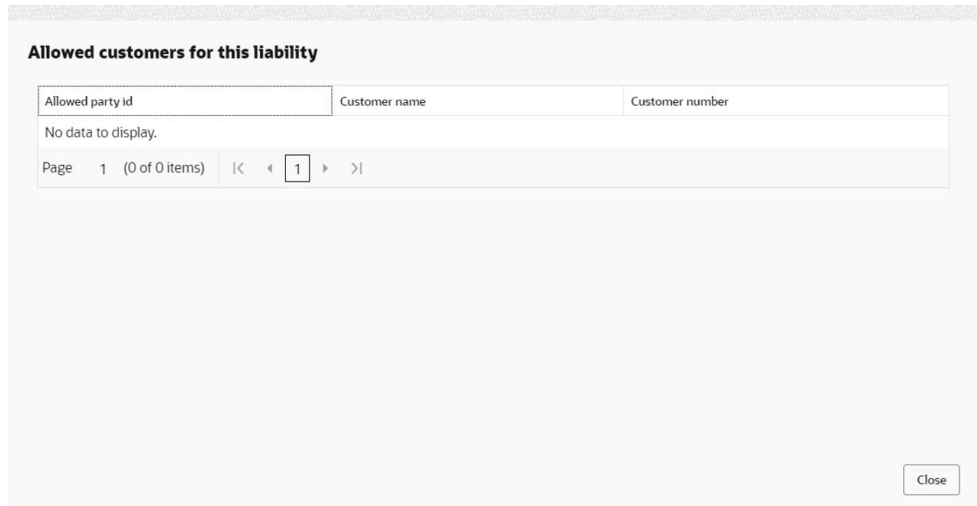 Allowed customers for this liability
Allowed party id Customer name Customer number
No data to display.
Page 1 (0 of 0 items) 1
Close